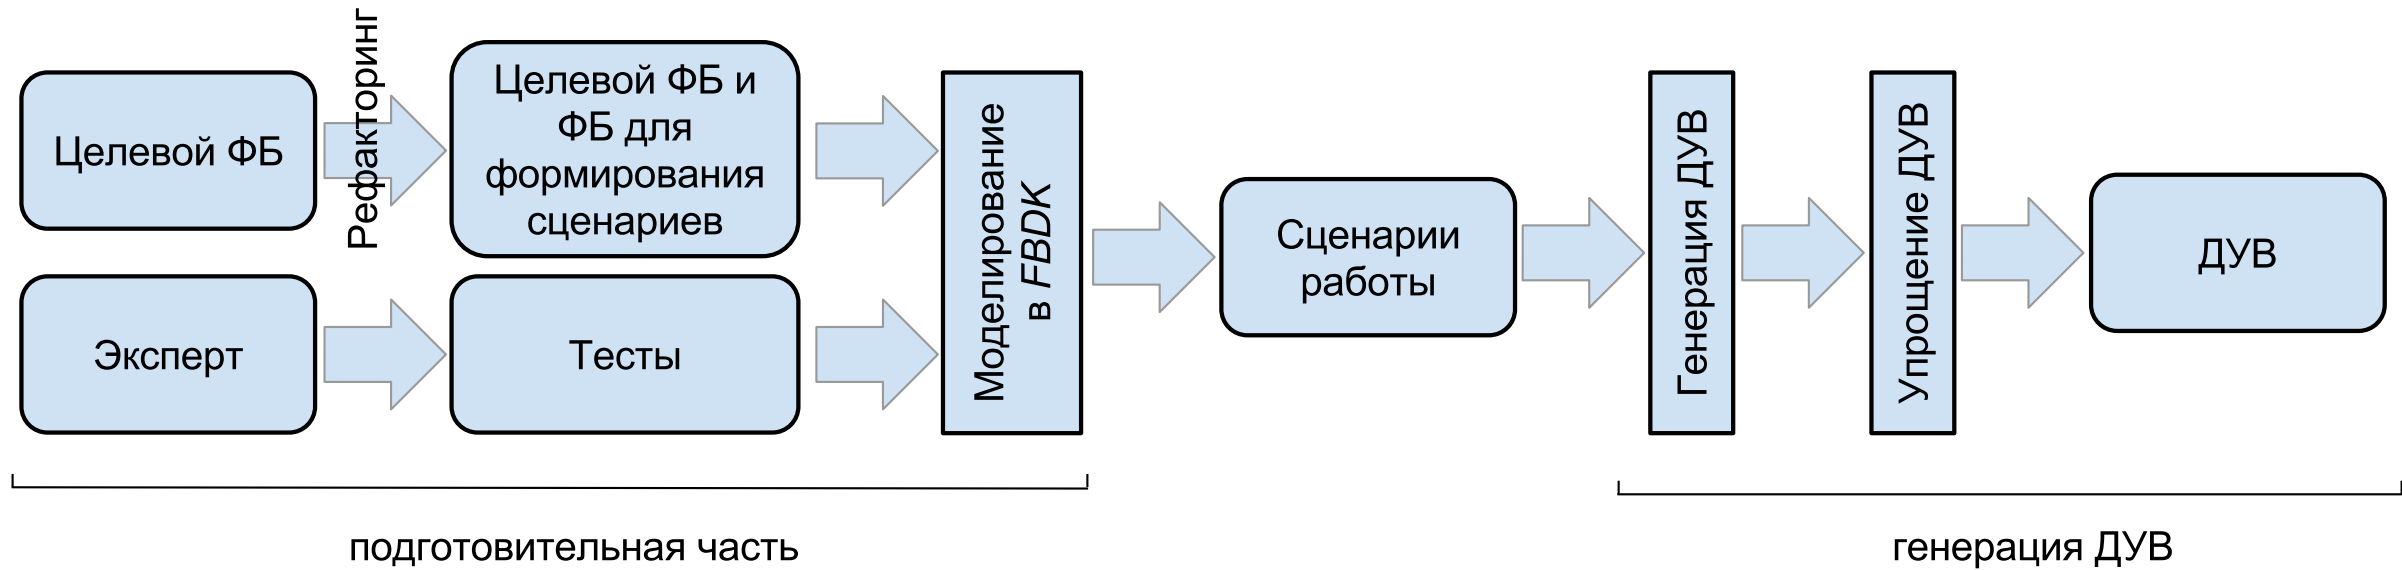 Целевой ФБ
Рефакторинг
Целевой ФБ и
ФБ для
формирования
сценариев
Эксперт
Тесты
Моделирование
в FBDK
Сценарии
работы
Генерация ДУВ
Упрощение ДУВ
ДУВ
подготовительная часть
генерация ДУВ